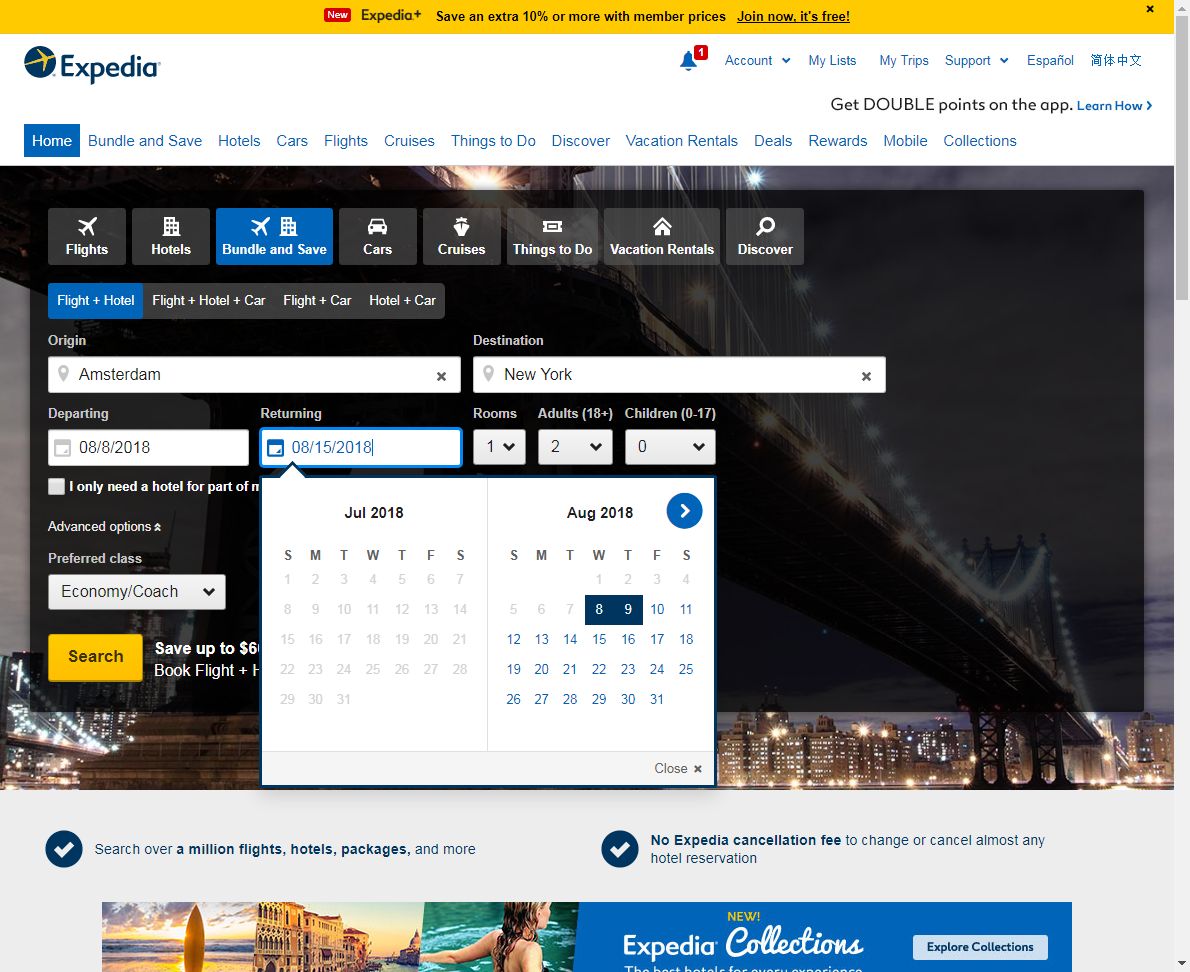 New Expedia+ Save an extra 10% or more with member prices Join now, it's free!
Expedia
1 Account My Lists My Trips Support Español 简体中文
Get DOUBLE points on the app. Learn How
Home Bundle and Save Hotels Cars Flights Cruises Things to Do Discover Vacation Rentals Deals Rewards Mobile Collections
Flights Hotels Bundle and Save Cars Cruises Things to Do Vacation Rentals Discover
Flight + Hotel Flight + Hotel + Car Flight + Car Hotel + Car
Origin Destination
Amsterdam New York
Departing Returning Rooms Adults (18+) Children (0-17)
08/8/2018 08/15/2018 1 2 0
I only need a hotel for part of m
Advanced options
Preferred class
Economy/Coach
Search
Save up to $6
Book Flight + H
Jul 2018
S M T W T F S
1 2 3 4 5 6 7
8 9 10 11 12 13 14
15 16 17 18 19 20 21
22 23 24 25 26 27 28
29 30 31
Aug 2018
S M T W T F S
1 2 3 4
5 6 7 8 9 10 11
12 13 14 15 16 17 18
19 20 21 22 23 24 25
26 27 28 29 30 31
Close
Search over a million flights, hotels, packages, and more
No Expedia cancellation fee to change or cancel almost any
hotel reservation
NEW!
Expedia Collections
Explore Collections
The best hotels for every experience